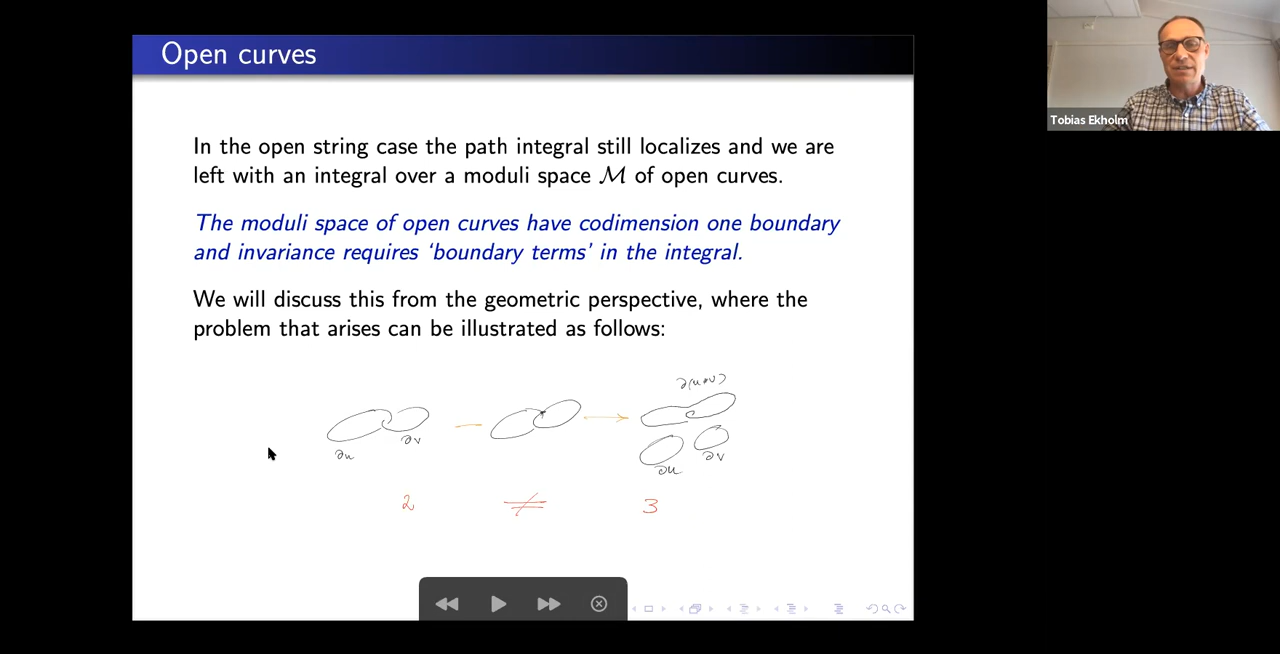 Open curves
Tobias Ekholm
In the open string case the path integral still localizes and we are
left with an integral over a moduli space ℳ of open curves.
The moduli space of open curves have codimension one boundary
and invariance requires ‘boundary terms’ in the integral.
We will discuss this from the geometric perspective, where the
problem that arises can be illustrated as follows:
∂(u#v)
∂u ∂v
∂u ∂v
2 ≠ 3